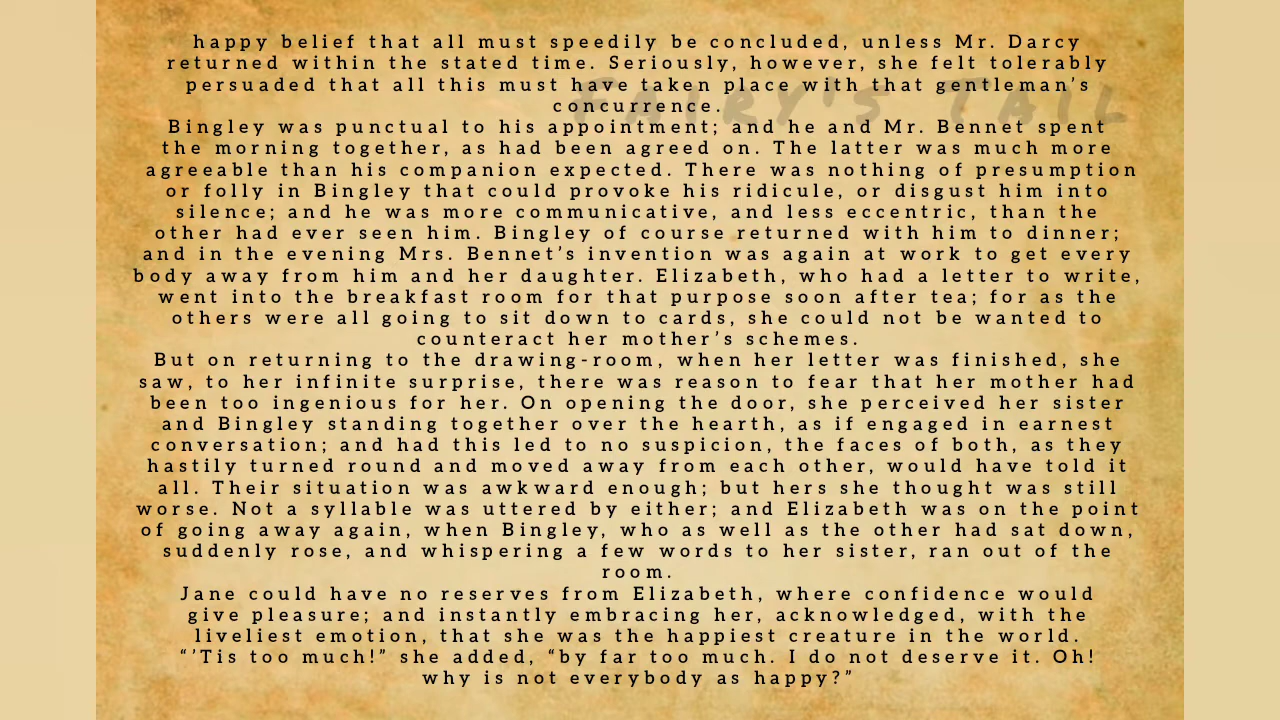 happy belief that all must speedily be concluded, unless Mr. Darcy
returned within the stated time. Seriously, however, she felt tolerably
persuaded that all this must have taken place with that gentleman’s
concurrence.
FAIRY'S TAIL
Bingley was punctual to his appointment; and he and Mr. Bennet spent
the morning together, as had been agreed on. The latter was much more
agreeable than his companion expected. There was nothing of presumption
or folly in Bingley that could provoke his ridicule, or disgust him into
silence; and he was more communicative, and less eccentric, than the
other had ever seen him. Bingley of course returned with him to dinner;
and in the evening Mrs. Bennet’s invention was again at work to get every
body away from him and her daughter. Elizabeth, who had a letter to write,
went into the breakfast room for that purpose soon after tea; for as the
others were all going to sit down to cards, she could not be wanted to
counteract her mother’s schemes.
But on returning to the drawing-room, when her letter was finished, she
saw, to her infinite surprise, there was reason to fear that her mother had
been too ingenious for her. On opening the door, she perceived her sister
and Bingley standing together over the hearth, as if engaged in earnest
conversation; and had this led to no suspicion, the faces of both, as they
hastily turned round and moved away from each other, would have told it
all. Their situation was awkward enough; but hers she thought was still
worse. Not a syllable was uttered by either; and Elizabeth was on the point
of going away again, when Bingley, who as well as the other had sat down,
suddenly rose, and whispering a few words to her sister, ran out of the
room.
Jane could have no reserves from Elizabeth, where confidence would
give pleasure; and instantly embracing her, acknowledged, with the
liveliest emotion, that she was the happiest creature in the world.
“’Tis too much!” she added, “by far too much. I do not deserve it. Oh!
why is not everybody as happy?”